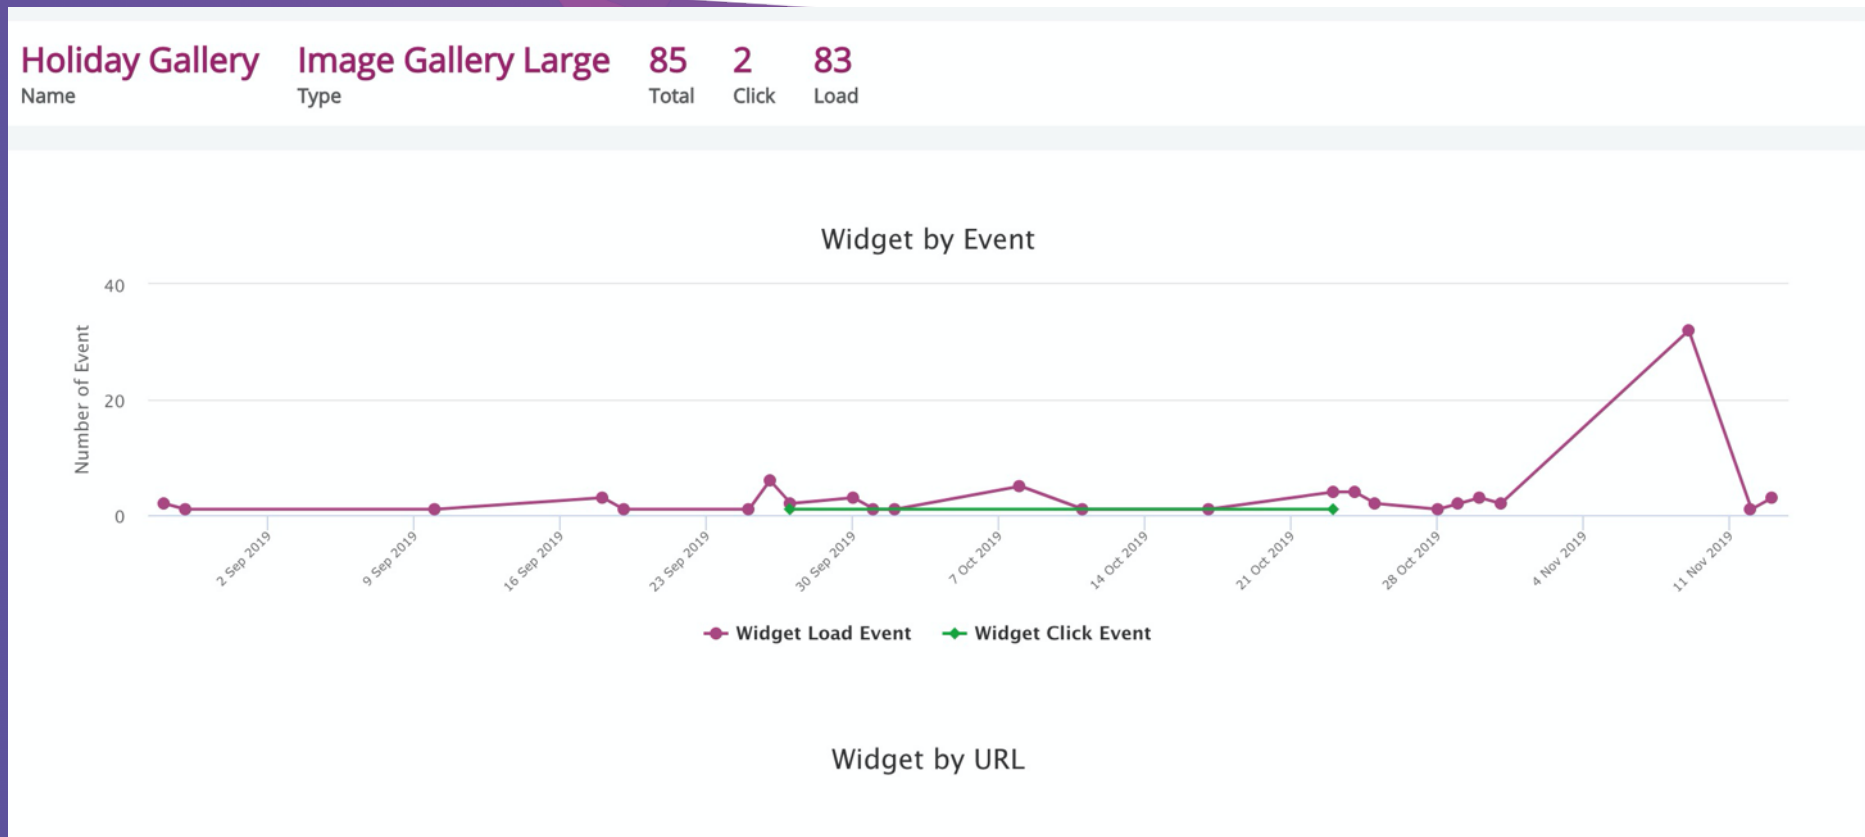 Holiday Gallery Image Gallery Large 85 2 83
Name Type Total Click Load
Widget by Event
40
20
0
Number of Event
2 Sep 2019 9 Sep 2019 16 Sep 2019 23 Sep 2019 30 Sep 2019 7 Oct 2019 14 Oct 2019 21 Oct 2019 28 Oct 2019 4 Nov 2019 11 Nov 2019
Widget Load Event Widget Click Event
Widget by URL